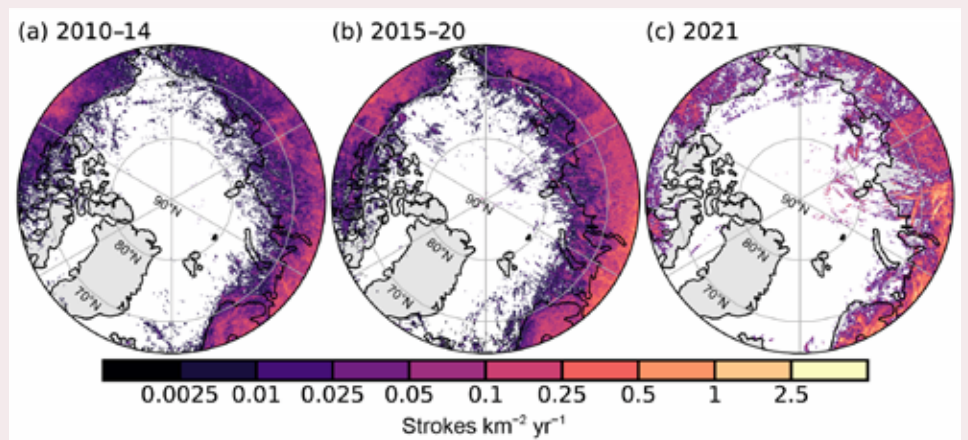 (a) 2010–14 (b) 2015–20 (c) 2021
90°N 90°N 90°N
80°N 80°N 80°N
70°N 70°N 70°N
0.0025 0.01 0.025 0.05 0.1 0.25 0.5 1 2.5
Strokes km⁻² yr⁻¹